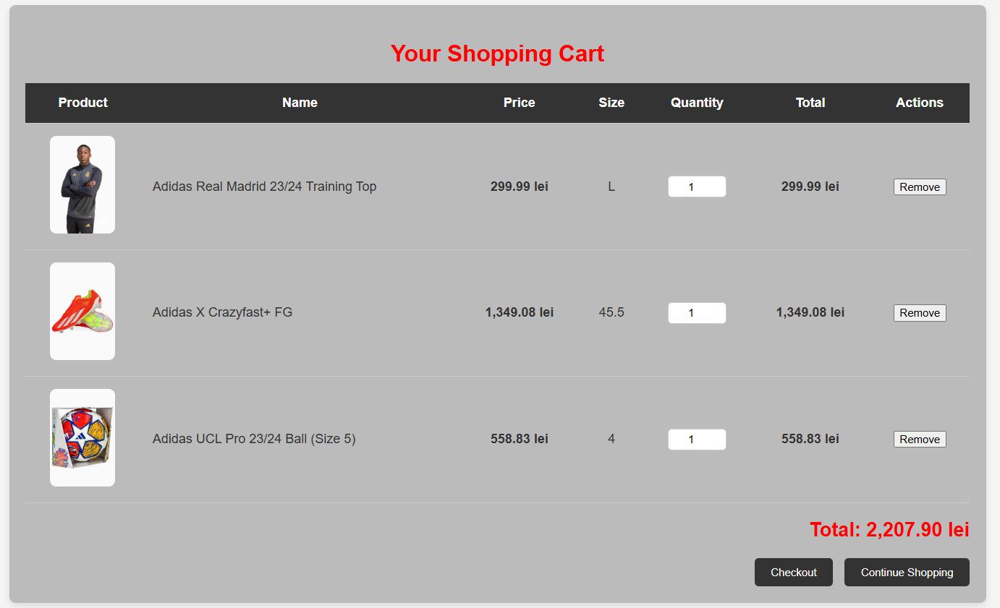 Your Shopping Cart
Product Name Price Size Quantity Total Actions
Adidas Real Madrid 23/24 Training Top 299.99 lei L 1 299.99 lei Remove
Adidas X Crazyfast+ FG 1,349.08 lei 45.5 1 1,349.08 lei Remove
Adidas UCL Pro 23/24 Ball (Size 5) 558.83 lei 4 1 558.83 lei Remove
Total: 2,207.90 lei
Checkout Continue Shopping